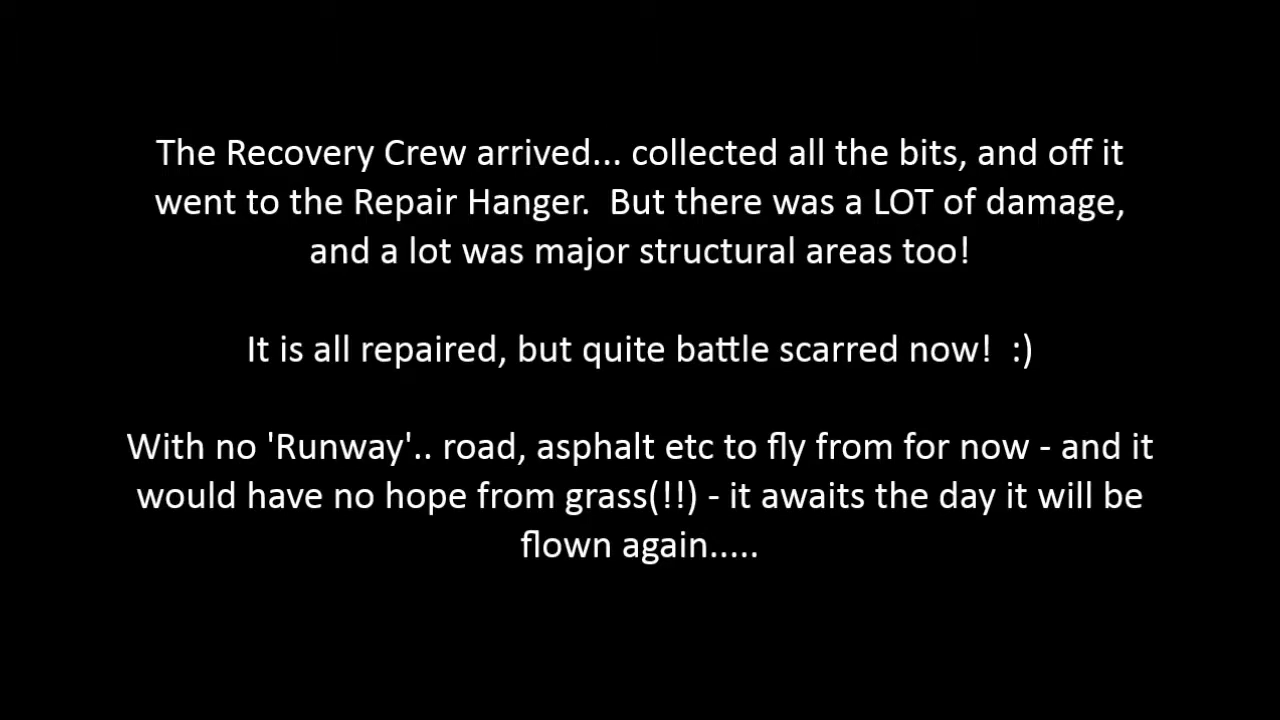 The Recovery Crew arrived... collected all the bits, and off it
went to the Repair Hanger.  But there was a LOT of damage,
and a lot was major structural areas too!
It is all repaired, but quite battle scarred now!  :)
With no 'Runway'.. road, asphalt etc to fly from for now - and it
would have no hope from grass(!!) - it awaits the day it will be
flown again.....